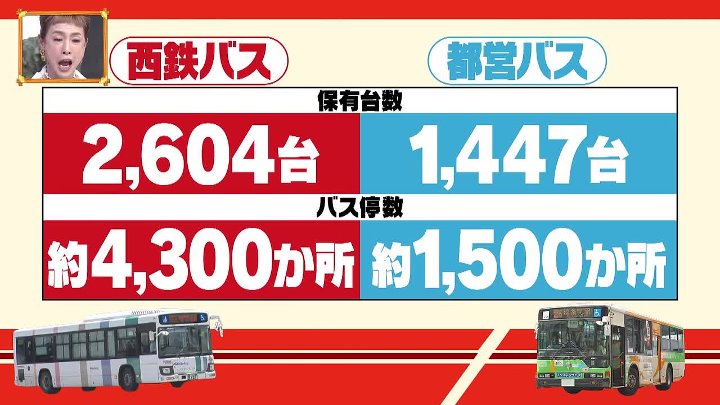 西鉄バス
都営バス
保有台数
2,604台
1,447台
バス停数
約4,300か所
約1,500か所